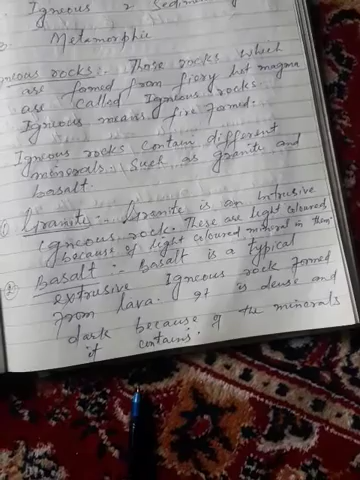 Igneous 2. Sedimentary
3. Metamorphic
Igneous rocks:- Those rocks which
are formed from fiery hot magma
are called Igneous rocks.
Igneous means fire formed.
Igneous rocks contain different
minerals. Such as granite and
basalt.
① Granite :- Granite is an Intrusive
Igneous rock. These are light coloured
because of light coloured mineral in them.
② Basalt :- Basalt is a typical
extrusive Igneous rock formed
from lava. It is dense and
dark because of the minerals
it contains.